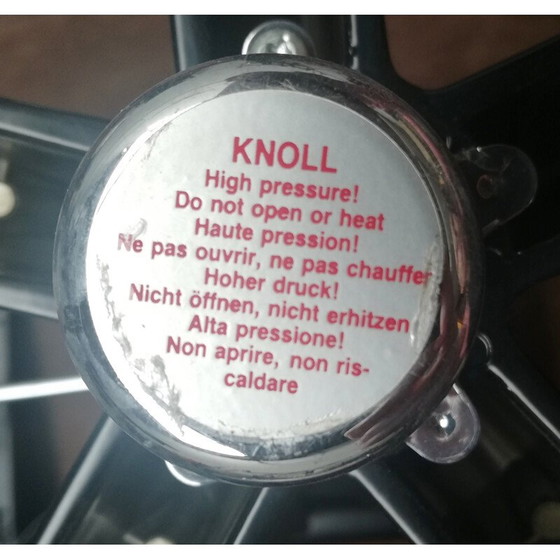 KNOLL
High pressure!
Do not open or heat
Haute pression!
Ne pas ouvrir, ne pas chauffer
Hoher druck!
Nicht öffnen, nicht erhitzen
Alta pressione!
Non aprire, non ris-
caldare